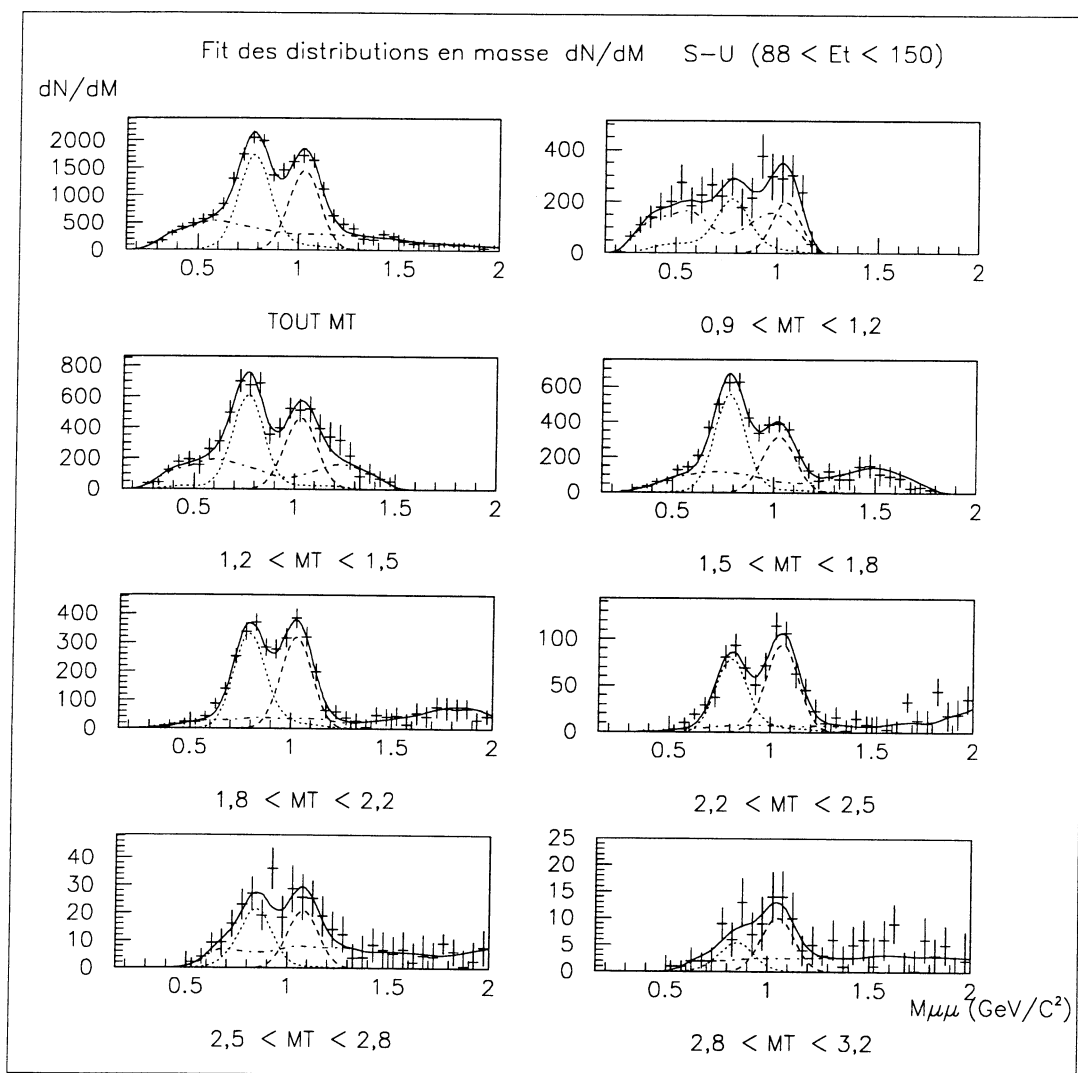 Fit des distributions en masse dN/dM S-U (88 < Et < 150)
dN/dM
2000
1500
1000
500
0
0.5 1 1.5 2
TOUT MT
400
200
0
0.5 1 1.5 2
0,9 < MT < 1,2
800
600
400
200
0
0.5 1 1.5 2
1,2 < MT < 1,5
600
400
200
0
0.5 1 1.5 2
1,5 < MT < 1,8
400
300
200
100
0
0.5 1 1.5 2
1,8 < MT < 2,2
100
50
0
0.5 1 1.5 2
2,2 < MT < 2,5
40
30
20
10
0
0.5 1 1.5 2
2,5 < MT < 2,8
25
20
15
10
5
0
0.5 1 1.5 2
Mμμ (GeV/C²)
2,8 < MT < 3,2